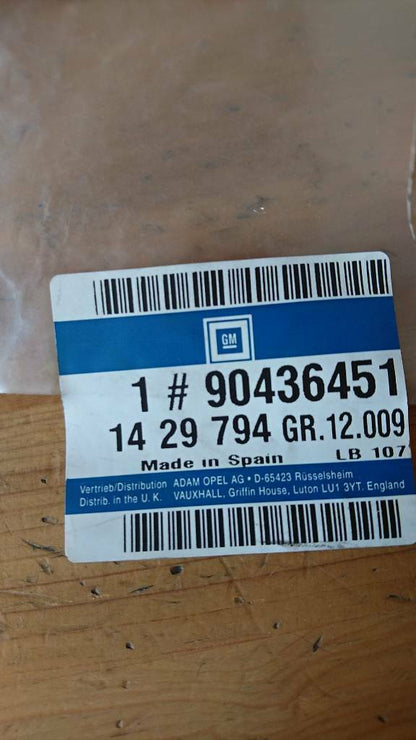 GM
1 # 90436451
14 29 794 GR.12.009
Made in Spain LB 107
Vertrieb/Distribution ADAM OPEL AG • D-65423 Rüsselsheim
Distrib. in the U. K. VAUXHALL, Griffin House, Luton LU1 3YT. England